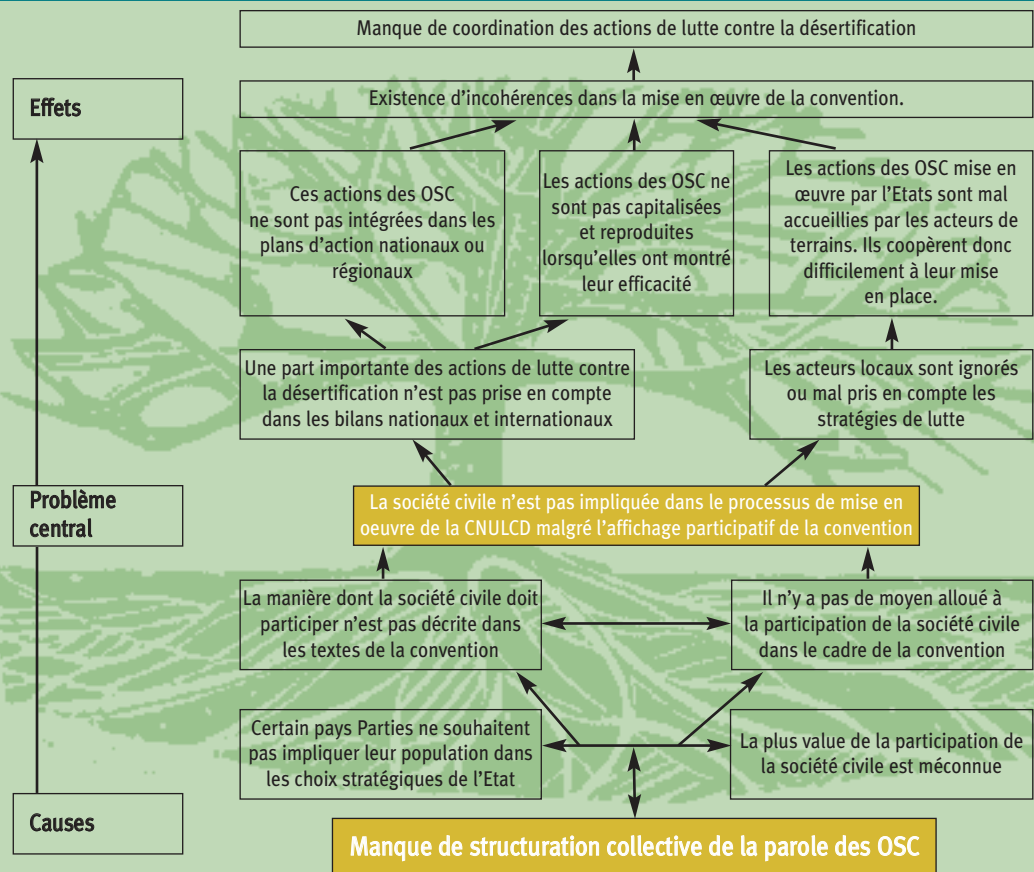 Manque de coordination des actions de lutte contre la désertification
Effets
Existence d'incohérences dans la mise en œuvre de la convention.
Ces actions des OSC
ne sont pas intégrées dans les
plans d'action nationaux ou
régionaux
Les actions des OSC ne
sont pas capitalisées
et reproduites
lorsqu'elles ont montré
leur efficacité
Les actions des OSC mise en
œuvre par l'Etats sont mal
accueillies par les acteurs de
terrains. Ils coopèrent donc
difficilement à leur mise
en place.
Une part importante des actions de lutte contre
la désertification n'est pas prise en compte
dans les bilans nationaux et internationaux
Les acteurs locaux sont ignorés
ou mal pris en compte les
stratégies de lutte
Problème
central
La société civile n'est pas impliquée dans le processus de mise en
oeuvre de la CNULCD malgré l'affichage participatif de la convention
La manière dont la société civile doit
participer n'est pas décrite dans
les textes de la convention
Il n'y a pas de moyen alloué à
la participation de la société civile
dans le cadre de la convention
Certain pays Parties ne souhaitent
pas impliquer leur population dans
les choix stratégiques de l'Etat
La plus value de la participation de
la société civile est méconnue
Causes
Manque de structuration collective de la parole des OSC